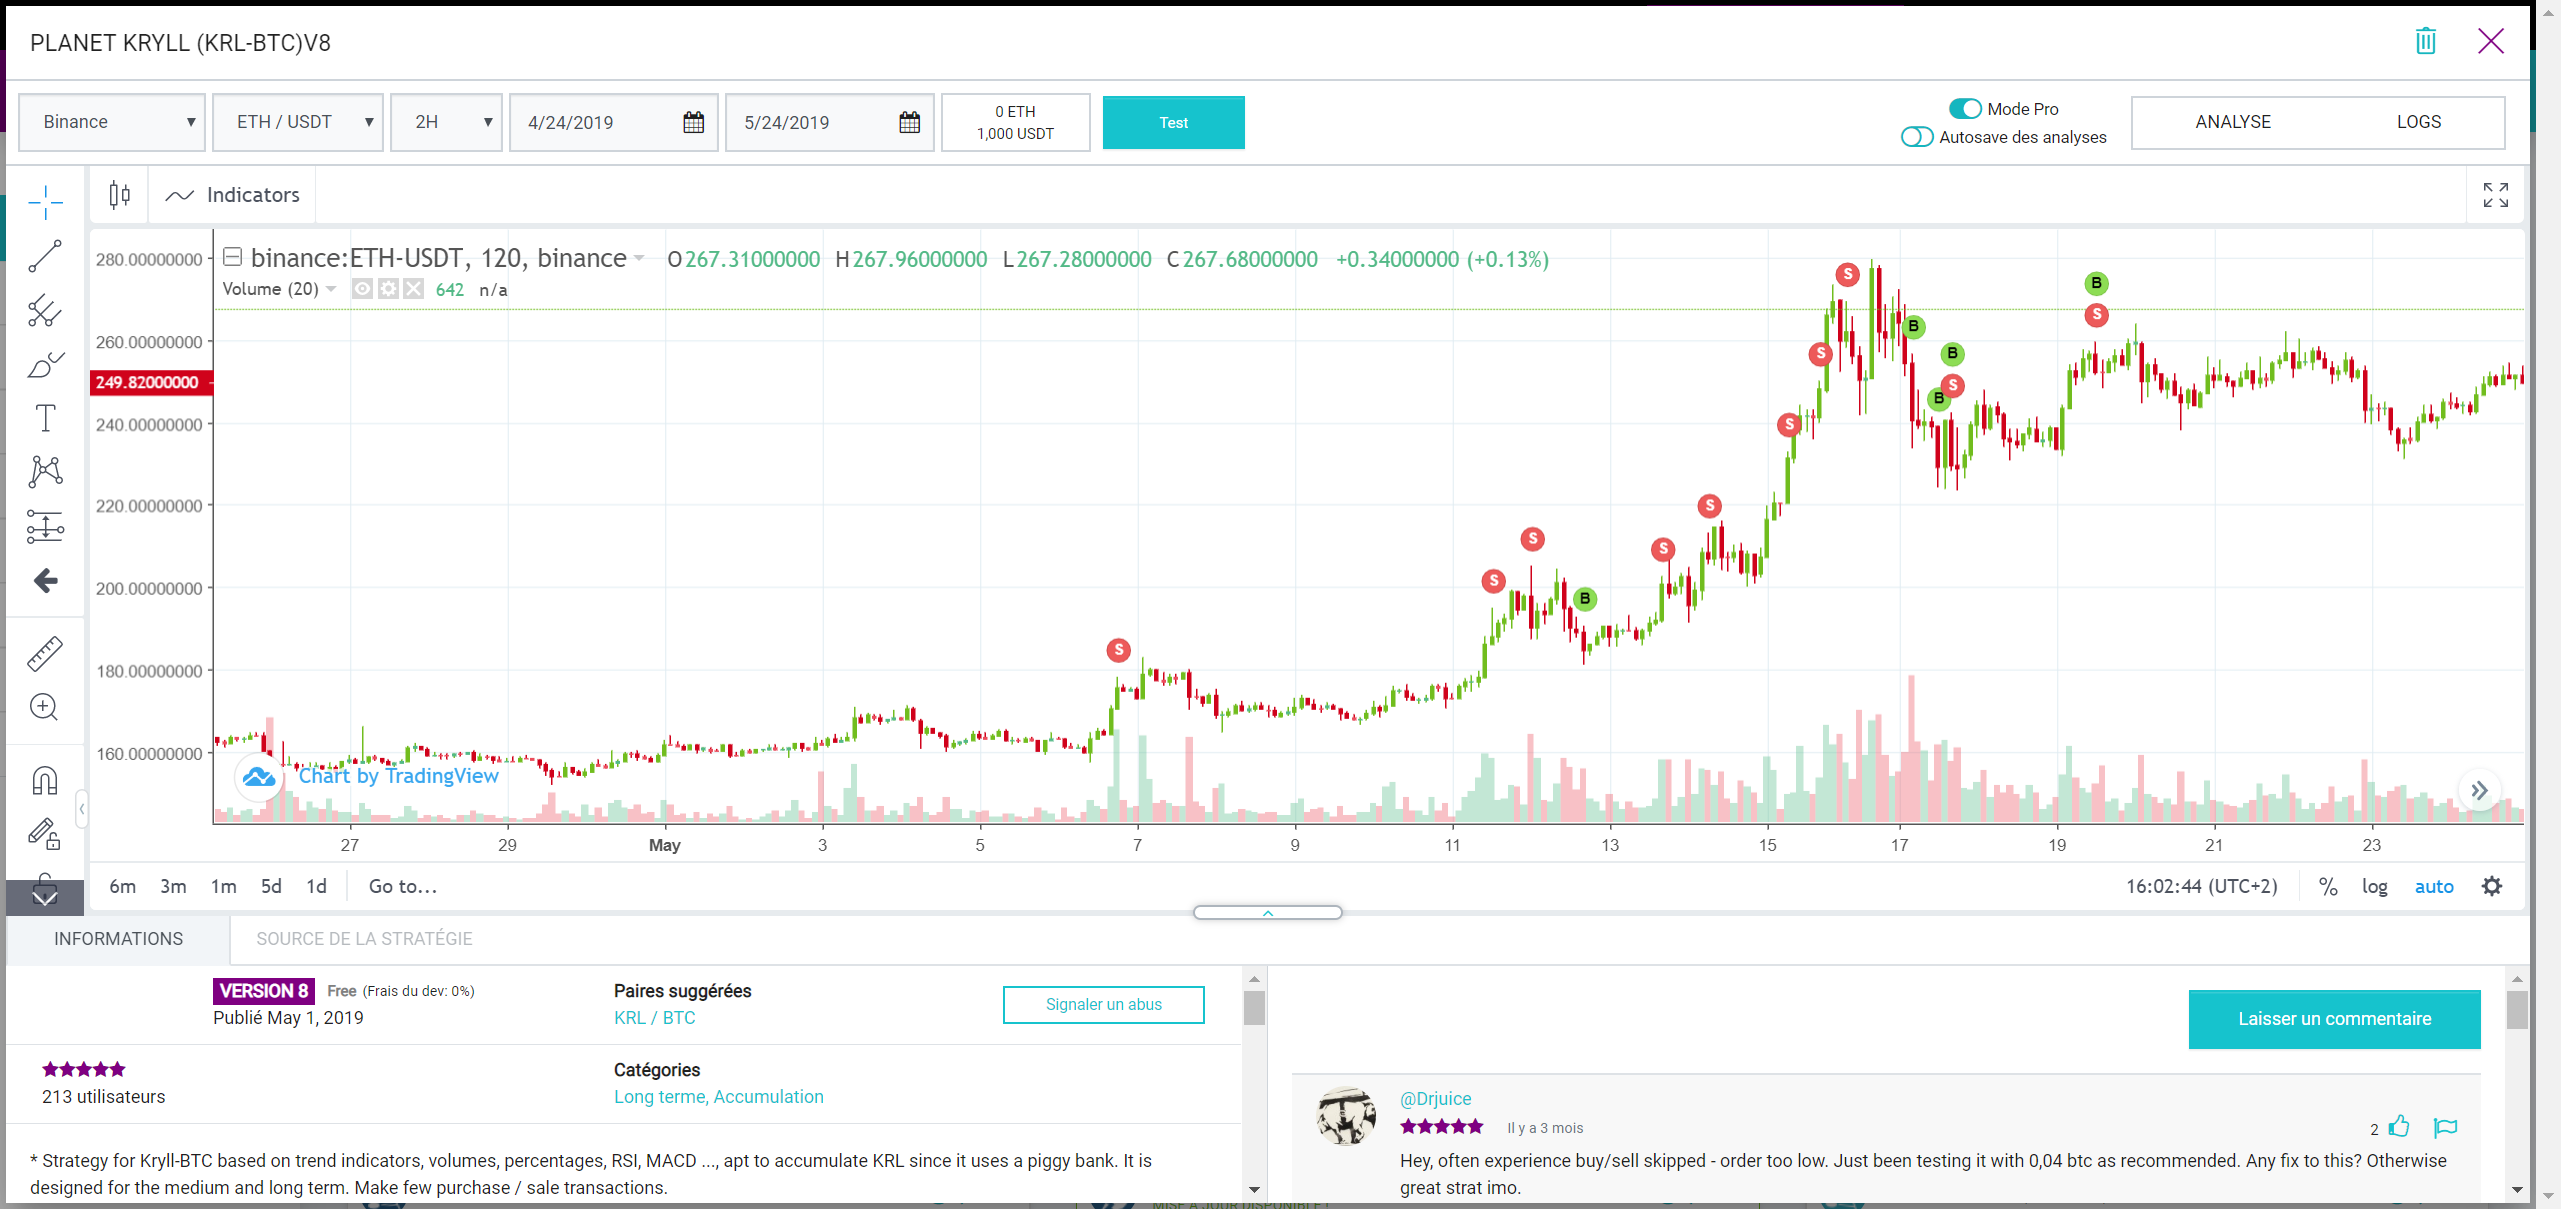 PLANET KRYLL (KRL-BTC)V8
Binance
ETH / USDT
2H
4/24/2019
5/24/2019
0 ETH
1,000 USDT
Test
Mode Pro
Autosave des analyses
ANALYSE
LOGS
Indicators
binance:ETH-USDT, 120, binance
O267.31000000 H267.96000000 L267.28000000 C267.68000000 +0.34000000 (+0.13%)
Volume (20) 642 n/a
280.00000000
260.00000000
249.82000000
240.00000000
220.00000000
200.00000000
180.00000000
160.00000000
S
S
S
B
S
S
S
S
S
B
B
B
S
B
S
Chart by TradingView
27
29
May
3
5
7
9
11
13
15
17
19
21
23
6m 3m 1m 5d 1d Go to...
16:02:44 (UTC+2) % log auto
INFORMATIONS
SOURCE DE LA STRATÉGIE
VERSION 8 Free (Frais du dev: 0%)
Publié May 1, 2019
Paires suggérées
KRL / BTC
Signaler un abus
213 utilisateurs
Catégories
Long terme, Accumulation
* Strategy for Kryll-BTC based on trend indicators, volumes, percentages, RSI, MACD ..., apt to accumulate KRL since it uses a piggy bank. It is
designed for the medium and long term. Make few purchase / sale transactions.
Laisser un commentaire
@Drjuice
Il y a 3 mois
2
Hey, often experience buy/sell skipped - order too low. Just been testing it with 0,04 btc as recommended. Any fix to this? Otherwise
great strat imo.
MISE À JOUR DISPONIBLE !